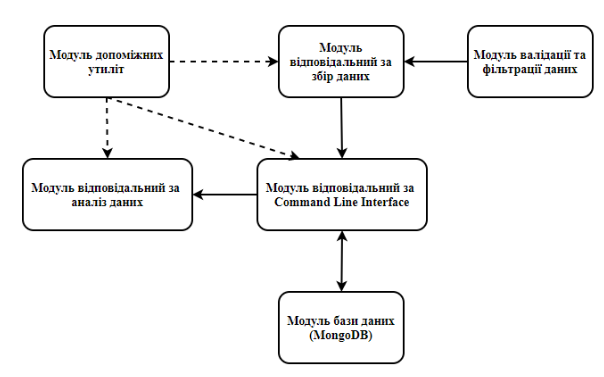 Модуль допоміжних
утиліт
Модуль
відповідальний за
збір даних
Модуль валідації та
фільтрації даних
Модуль відповідальний за
аналіз даних
Модуль відповідальний за
Command Line Interface
Модуль бази даних
(MongoDB)